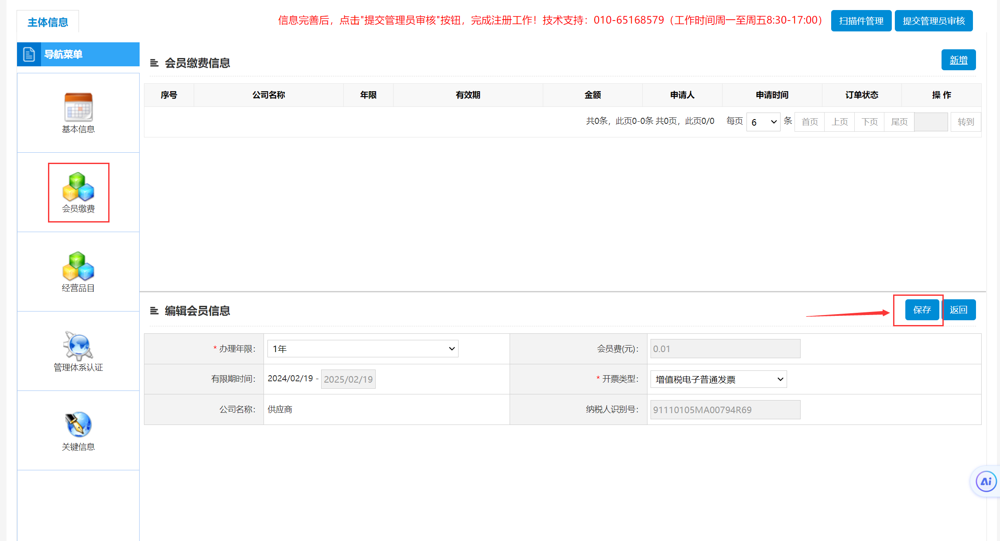 主体信息
信息完善后，点击"提交管理员审核"按钮，完成注册工作！技术支持：010-65168579（工作时间周一至周五8:30-17:00）
扫描件管理
提交管理员审核
导航菜单
基本信息
会员缴费
经营品目
管理体系认证
关键信息
会员缴费信息
新增
序号 公司名称 年限 有效期 金额 申请人 申请时间 订单状态 操 作
共0条，此页0-0条 共0页，此页0/0 每页 6 条 首页 上页 下页 尾页 转到
编辑会员信息
保存 返回
* 办理年限： 1年 会员费(元)： 0.01
有限期时间： 2024/02/19 - 2025/02/19 * 开票类型： 增值税电子普通发票
公司名称： 供应商 纳税人识别号： 91110105MA00794R69
Ai